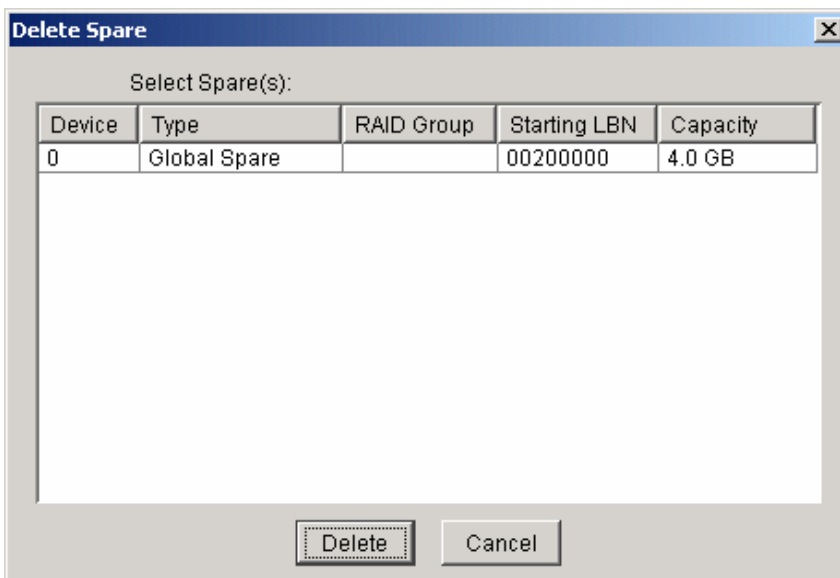 Delete Spare
Select Spare(s):
Device Type RAID Group Starting LBN Capacity
0 Global Spare 00200000 4.0 GB
Delete Cancel